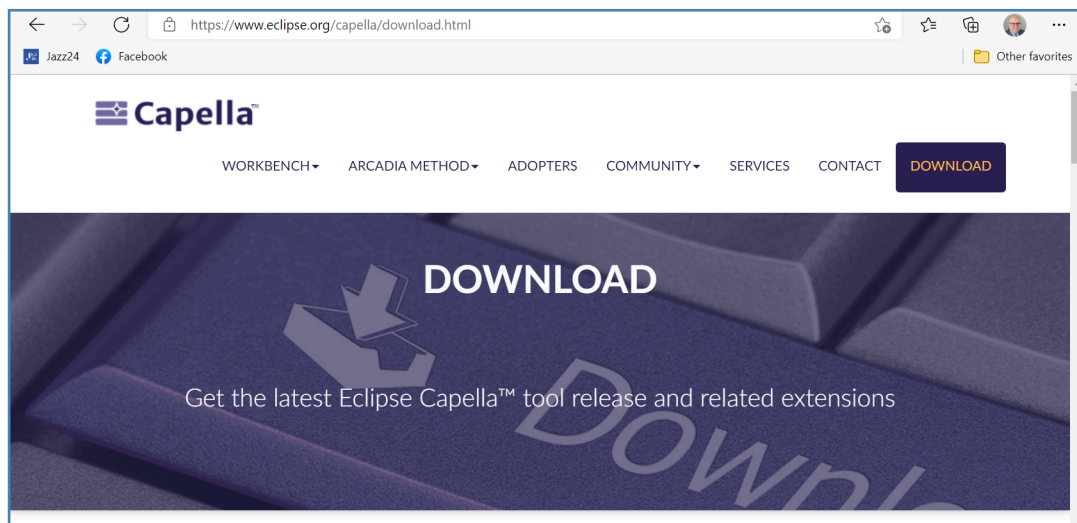 https://www.eclipse.org/capella/download.html
Jazz24 Facebook Other favorites
Capella™
WORKBENCH ARCADIA METHOD ADOPTERS COMMUNITY SERVICES CONTACT DOWNLOAD
DOWNLOAD
Get the latest Eclipse Capella™ tool release and related extensions